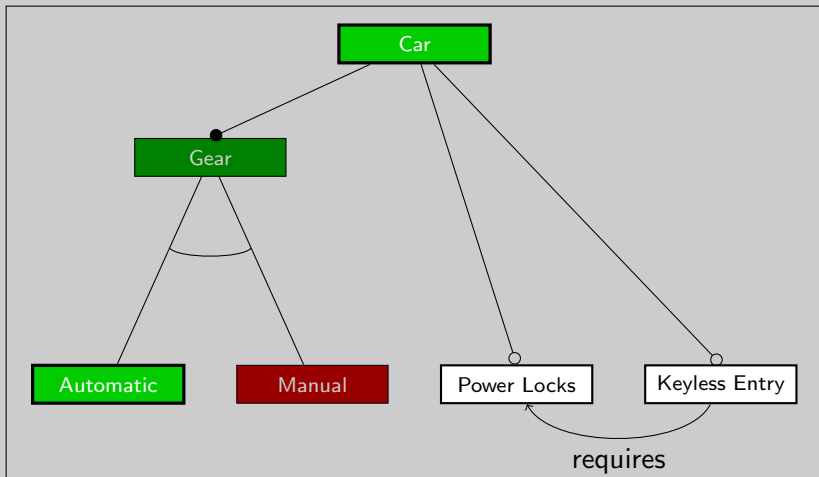 Car
Gear
Automatic
Manual
Power Locks
Keyless Entry
requires